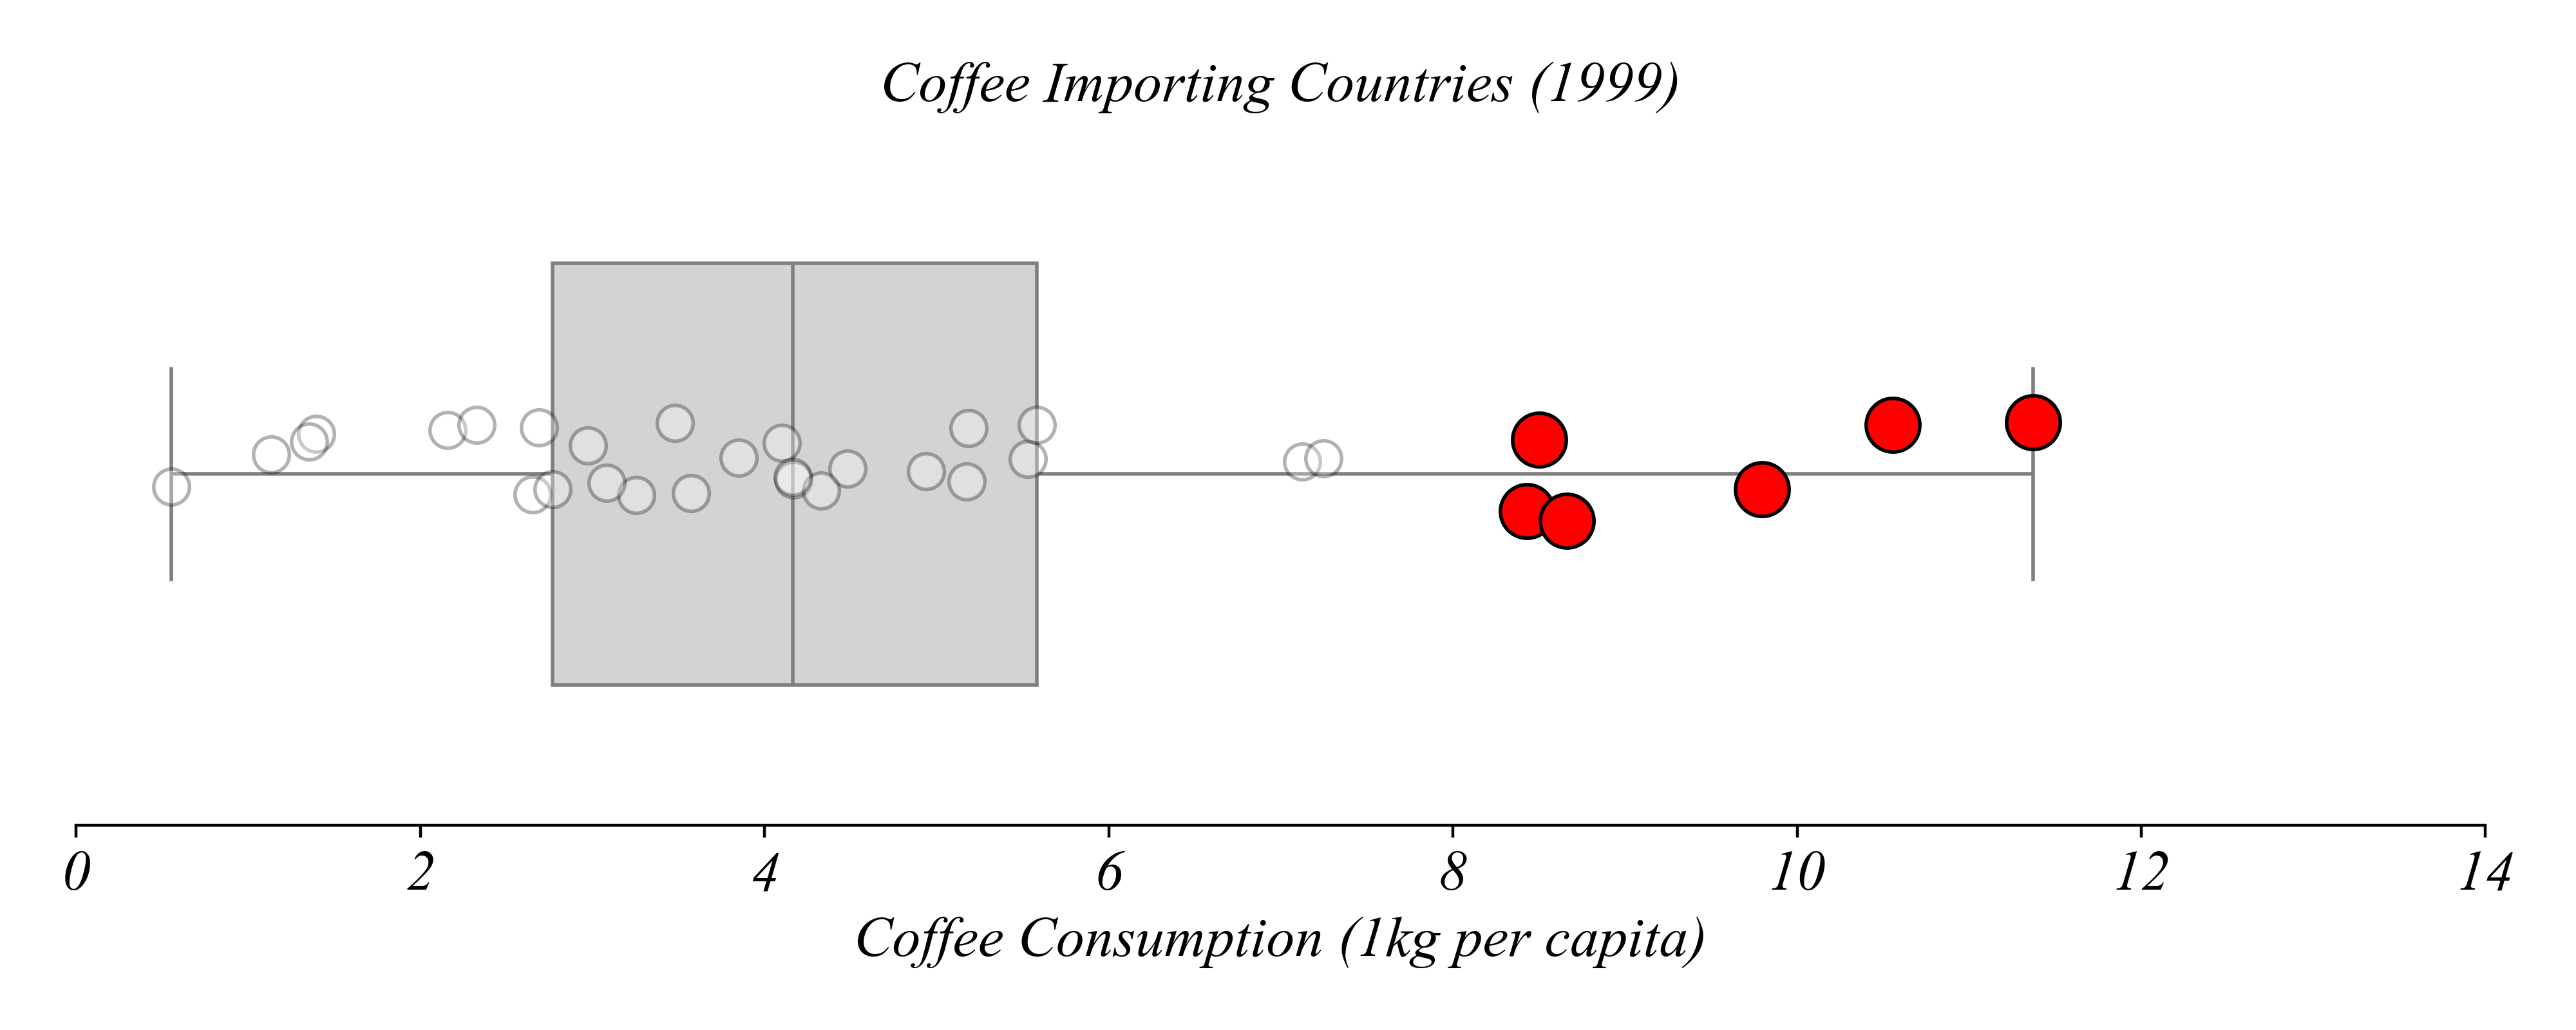 Coffee Importing Countries (1999)
0 2 4 6 8 10 12 14
Coffee Consumption (1kg per capita)